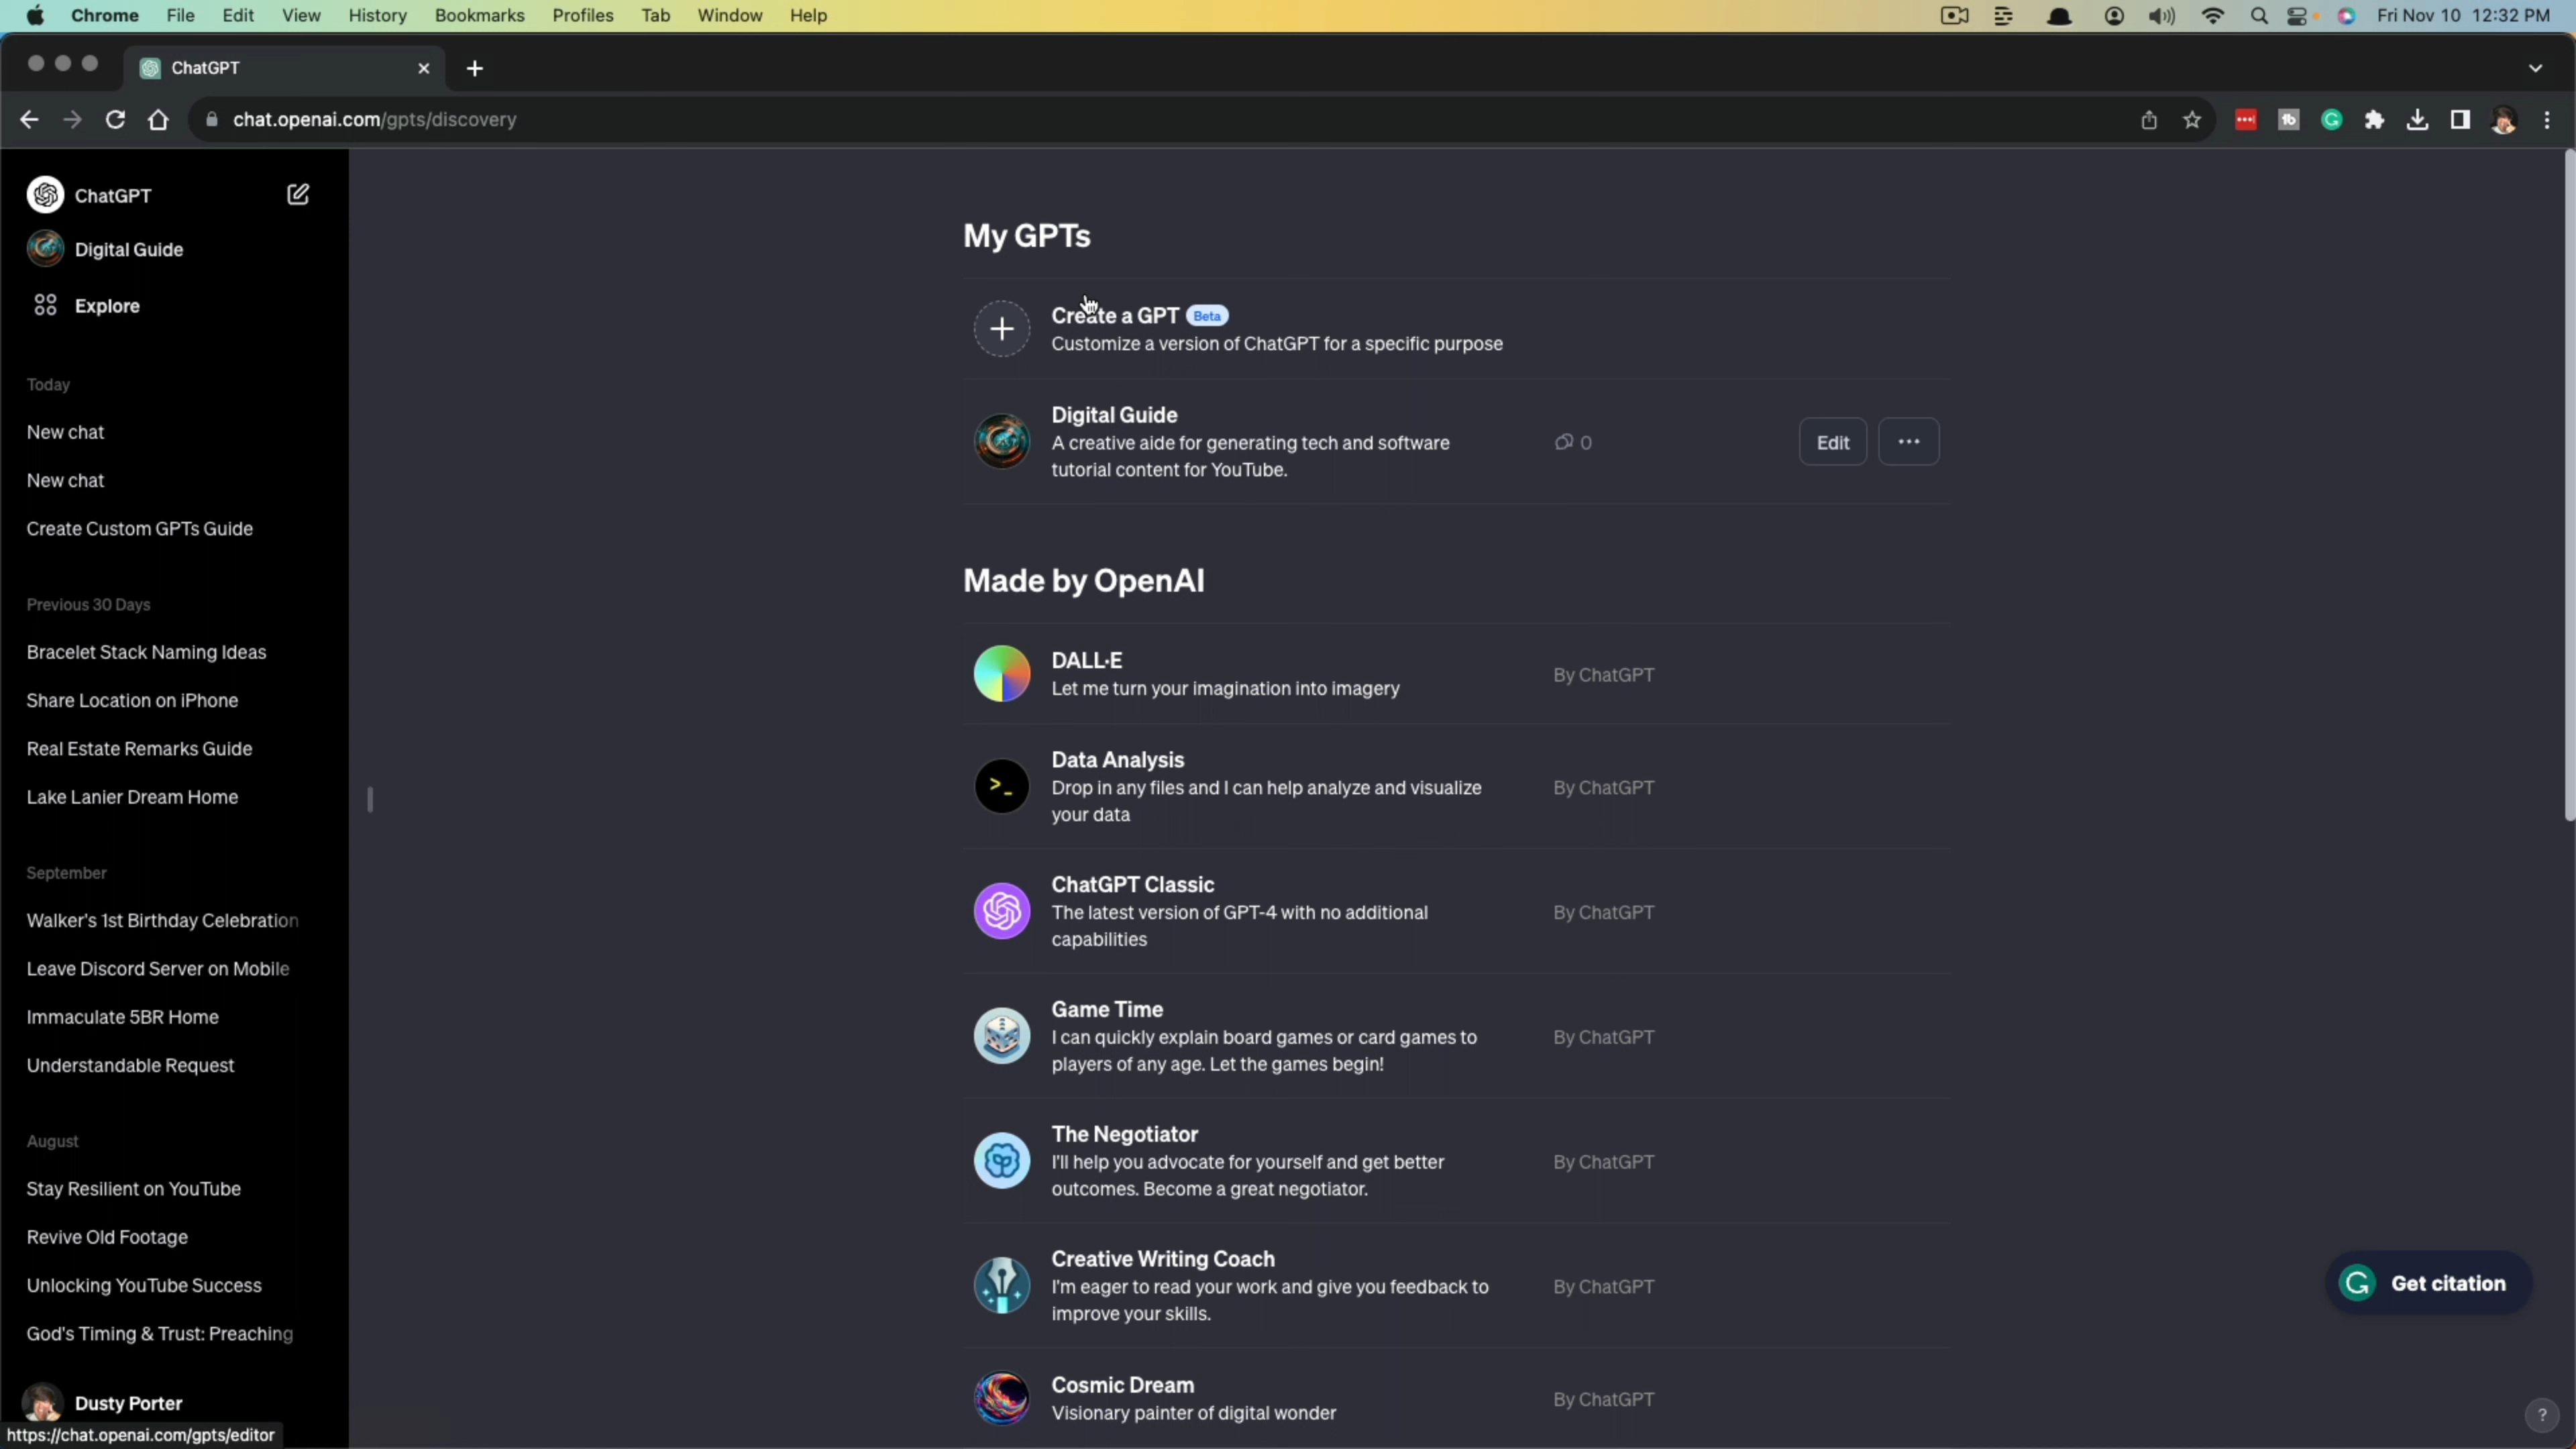 Chrome File Edit View History Bookmarks Profiles Tab Window Help
Fri Nov 10 12:32 PM
ChatGPT
chat.openai.com/gpts/discovery
ChatGPT
Digital Guide
Explore
Today
New chat
New chat
Create Custom GPTs Guide
Previous 30 Days
Bracelet Stack Naming Ideas
Share Location on iPhone
Real Estate Remarks Guide
Lake Lanier Dream Home
September
Walker's 1st Birthday Celebration
Leave Discord Server on Mobile
Immaculate 5BR Home
Understandable Request
August
Stay Resilient on YouTube
Revive Old Footage
Unlocking YouTube Success
God's Timing & Trust: Preaching
Dusty Porter
https://chat.openai.com/gpts/editor
My GPTs
Create a GPT Beta
Customize a version of ChatGPT for a specific purpose
Digital Guide
A creative aide for generating tech and software
tutorial content for YouTube.
0
Edit
Made by OpenAI
DALL·E
Let me turn your imagination into imagery
By ChatGPT
Data Analysis
Drop in any files and I can help analyze and visualize
your data
By ChatGPT
ChatGPT Classic
The latest version of GPT-4 with no additional
capabilities
By ChatGPT
Game Time
I can quickly explain board games or card games to
players of any age. Let the games begin!
By ChatGPT
The Negotiator
I'll help you advocate for yourself and get better
outcomes. Become a great negotiator.
By ChatGPT
Creative Writing Coach
I'm eager to read your work and give you feedback to
improve your skills.
By ChatGPT
Cosmic Dream
Visionary painter of digital wonder
By ChatGPT
Get citation
?